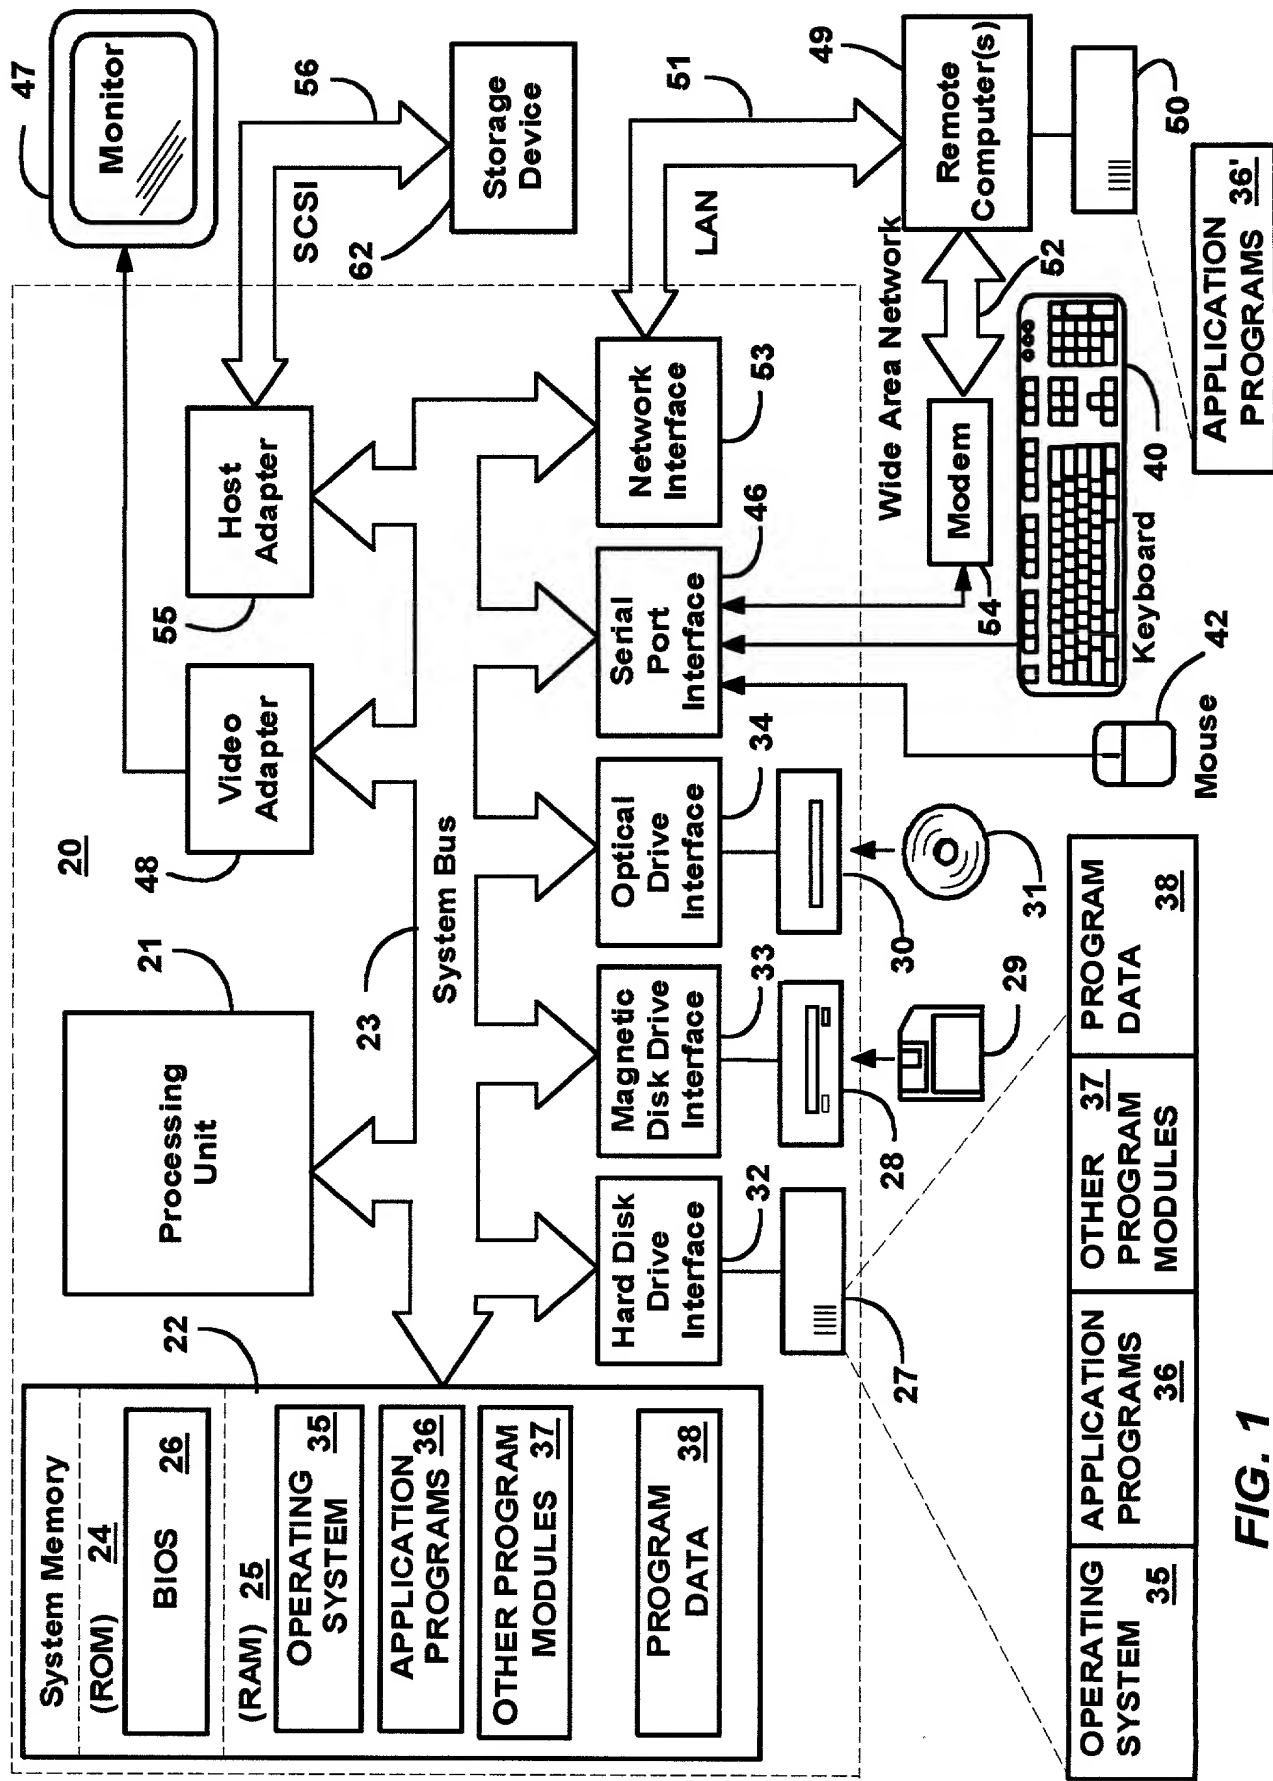 System Memory
(ROM) 24
BIOS 26
(RAM) 25
OPERATING
SYSTEM 35
APPLICATION
PROGRAMS 36
OTHER PROGRAM
MODULES 37
PROGRAM
DATA 38
22
20
Processing
Unit
21
23
System Bus
48
Video
Adapter
55
Host
Adapter
47
Monitor
SCSI
56
62
Storage
Device
Hard Disk
Drive
Interface
32
Magnetic
Disk Drive
Interface
33
Optical
Drive
Interface
34
Serial
Port
Interface
46
Network
Interface
53
LAN
51
27
28
29
30
31
Wide Area Network
Modem
54
52
49
Remote
Computer(s)
50
Keyboard
40
Mouse
42
APPLICATION
PROGRAMS 36'
OPERATING
SYSTEM 35
APPLICATION
PROGRAMS
36
OTHER 37
PROGRAM
MODULES
PROGRAM
DATA
38
FIG. 1